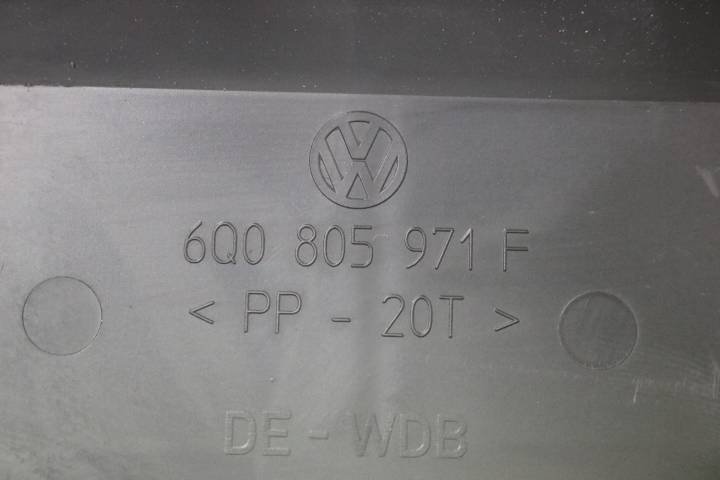 6Q0 805 971 F
< PP - 20T >
DE - WDB